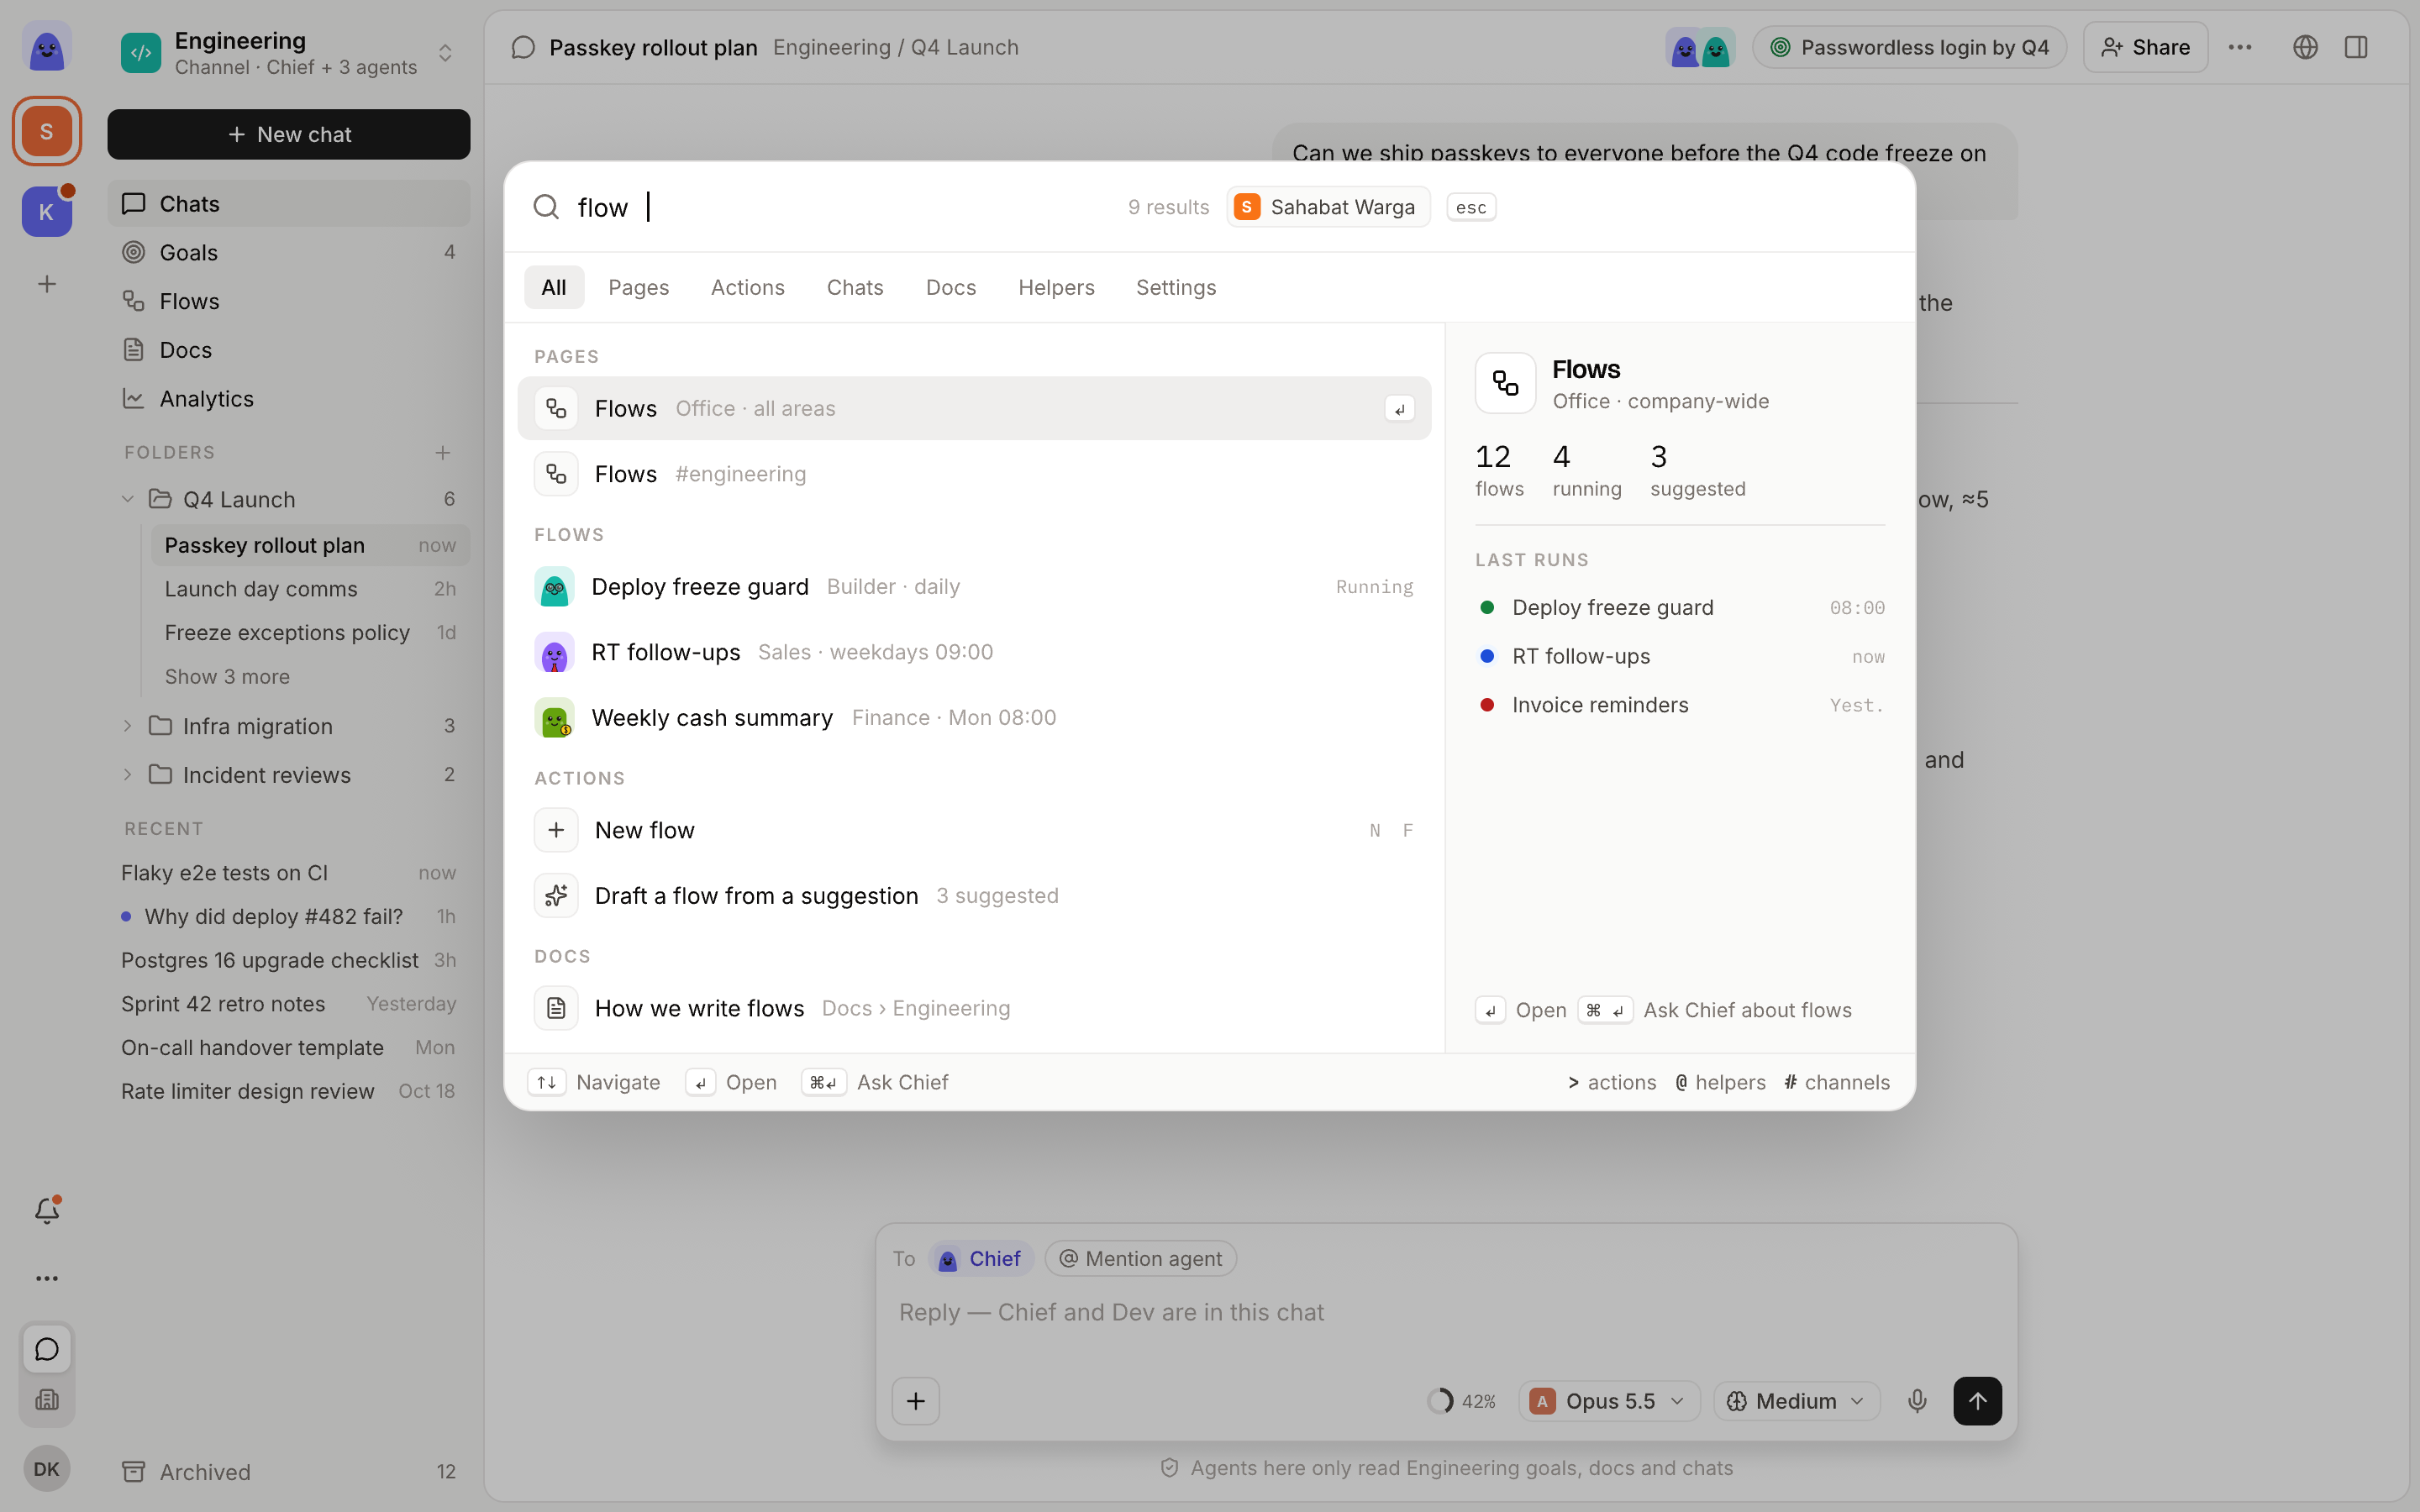 Engineering
Channel · Chief + 3 agents
S
K
New chat
Chats
Goals 4
Flows
Docs
Analytics
FOLDERS
Q4 Launch 6
Passkey rollout plan now
Launch day comms 2h
Freeze exceptions policy 1d
Show 3 more
Infra migration 3
Incident reviews 2
RECENT
Flaky e2e tests on CI now
Why did deploy #482 fail? 1h
Postgres 16 upgrade checklist 3h
Sprint 42 retro notes Yesterday
On-call handover template Mon
Rate limiter design review Oct 18
DK
Archived 12
Passkey rollout plan Engineering / Q4 Launch
Passwordless login by Q4
Share
Can we ship passkeys to everyone before the Q4 code freeze on
the
ow, ≈5
and
flow
9 results
S Sahabat Warga
esc
All Pages Actions Chats Docs Helpers Settings
PAGES
Flows Office · all areas ↵
Flows #engineering
FLOWS
Deploy freeze guard Builder · daily Running
RT follow-ups Sales · weekdays 09:00
Weekly cash summary Finance · Mon 08:00
ACTIONS
New flow N F
Draft a flow from a suggestion 3 suggested
DOCS
How we write flows Docs › Engineering
Flows
Office · company-wide
12 4 3
flows running suggested
LAST RUNS
Deploy freeze guard 08:00
RT follow-ups now
Invoice reminders Yest.
↵ Open ⌘ ↵ Ask Chief about flows
↑↓ Navigate ↵ Open ⌘↵ Ask Chief
> actions @ helpers # channels
To Chief @ Mention agent
Reply — Chief and Dev are in this chat
42% A Opus 5.5 Medium
Agents here only read Engineering goals, docs and chats